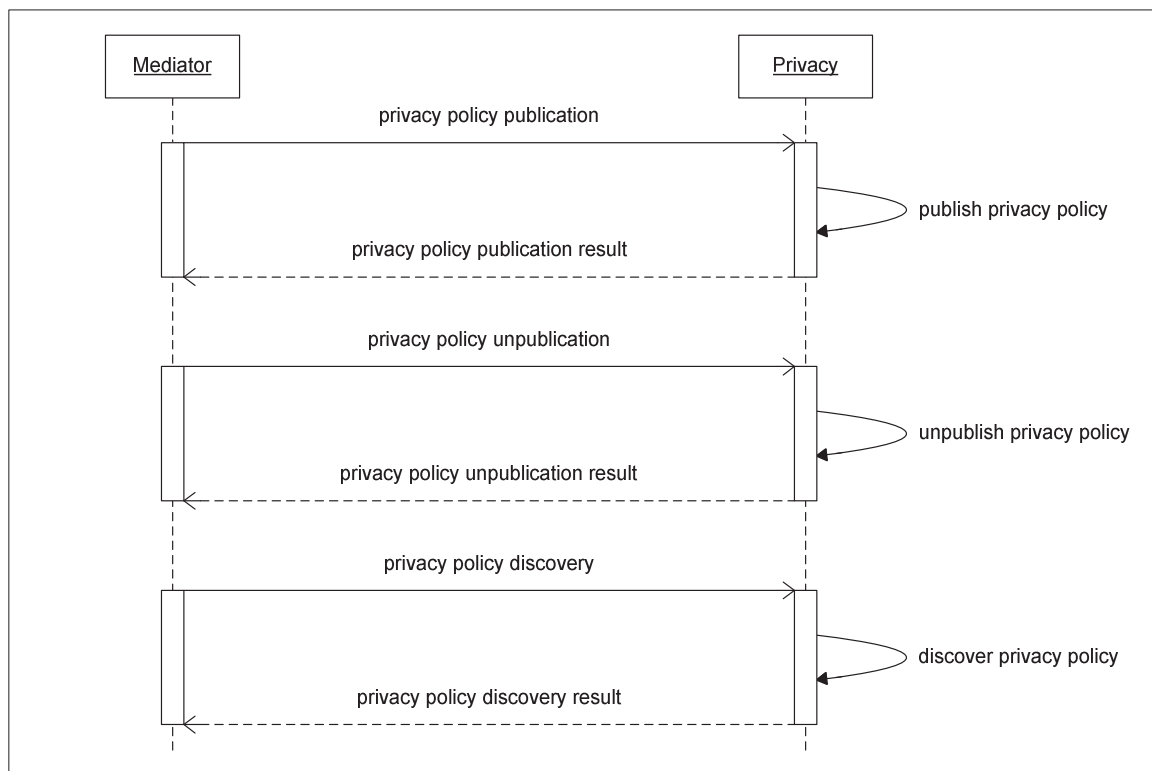 Mediator
Privacy
privacy policy publication
publish privacy policy
privacy policy publication result
privacy policy unpublication
unpublish privacy policy
privacy policy unpublication result
privacy policy discovery
discover privacy policy
privacy policy discovery result